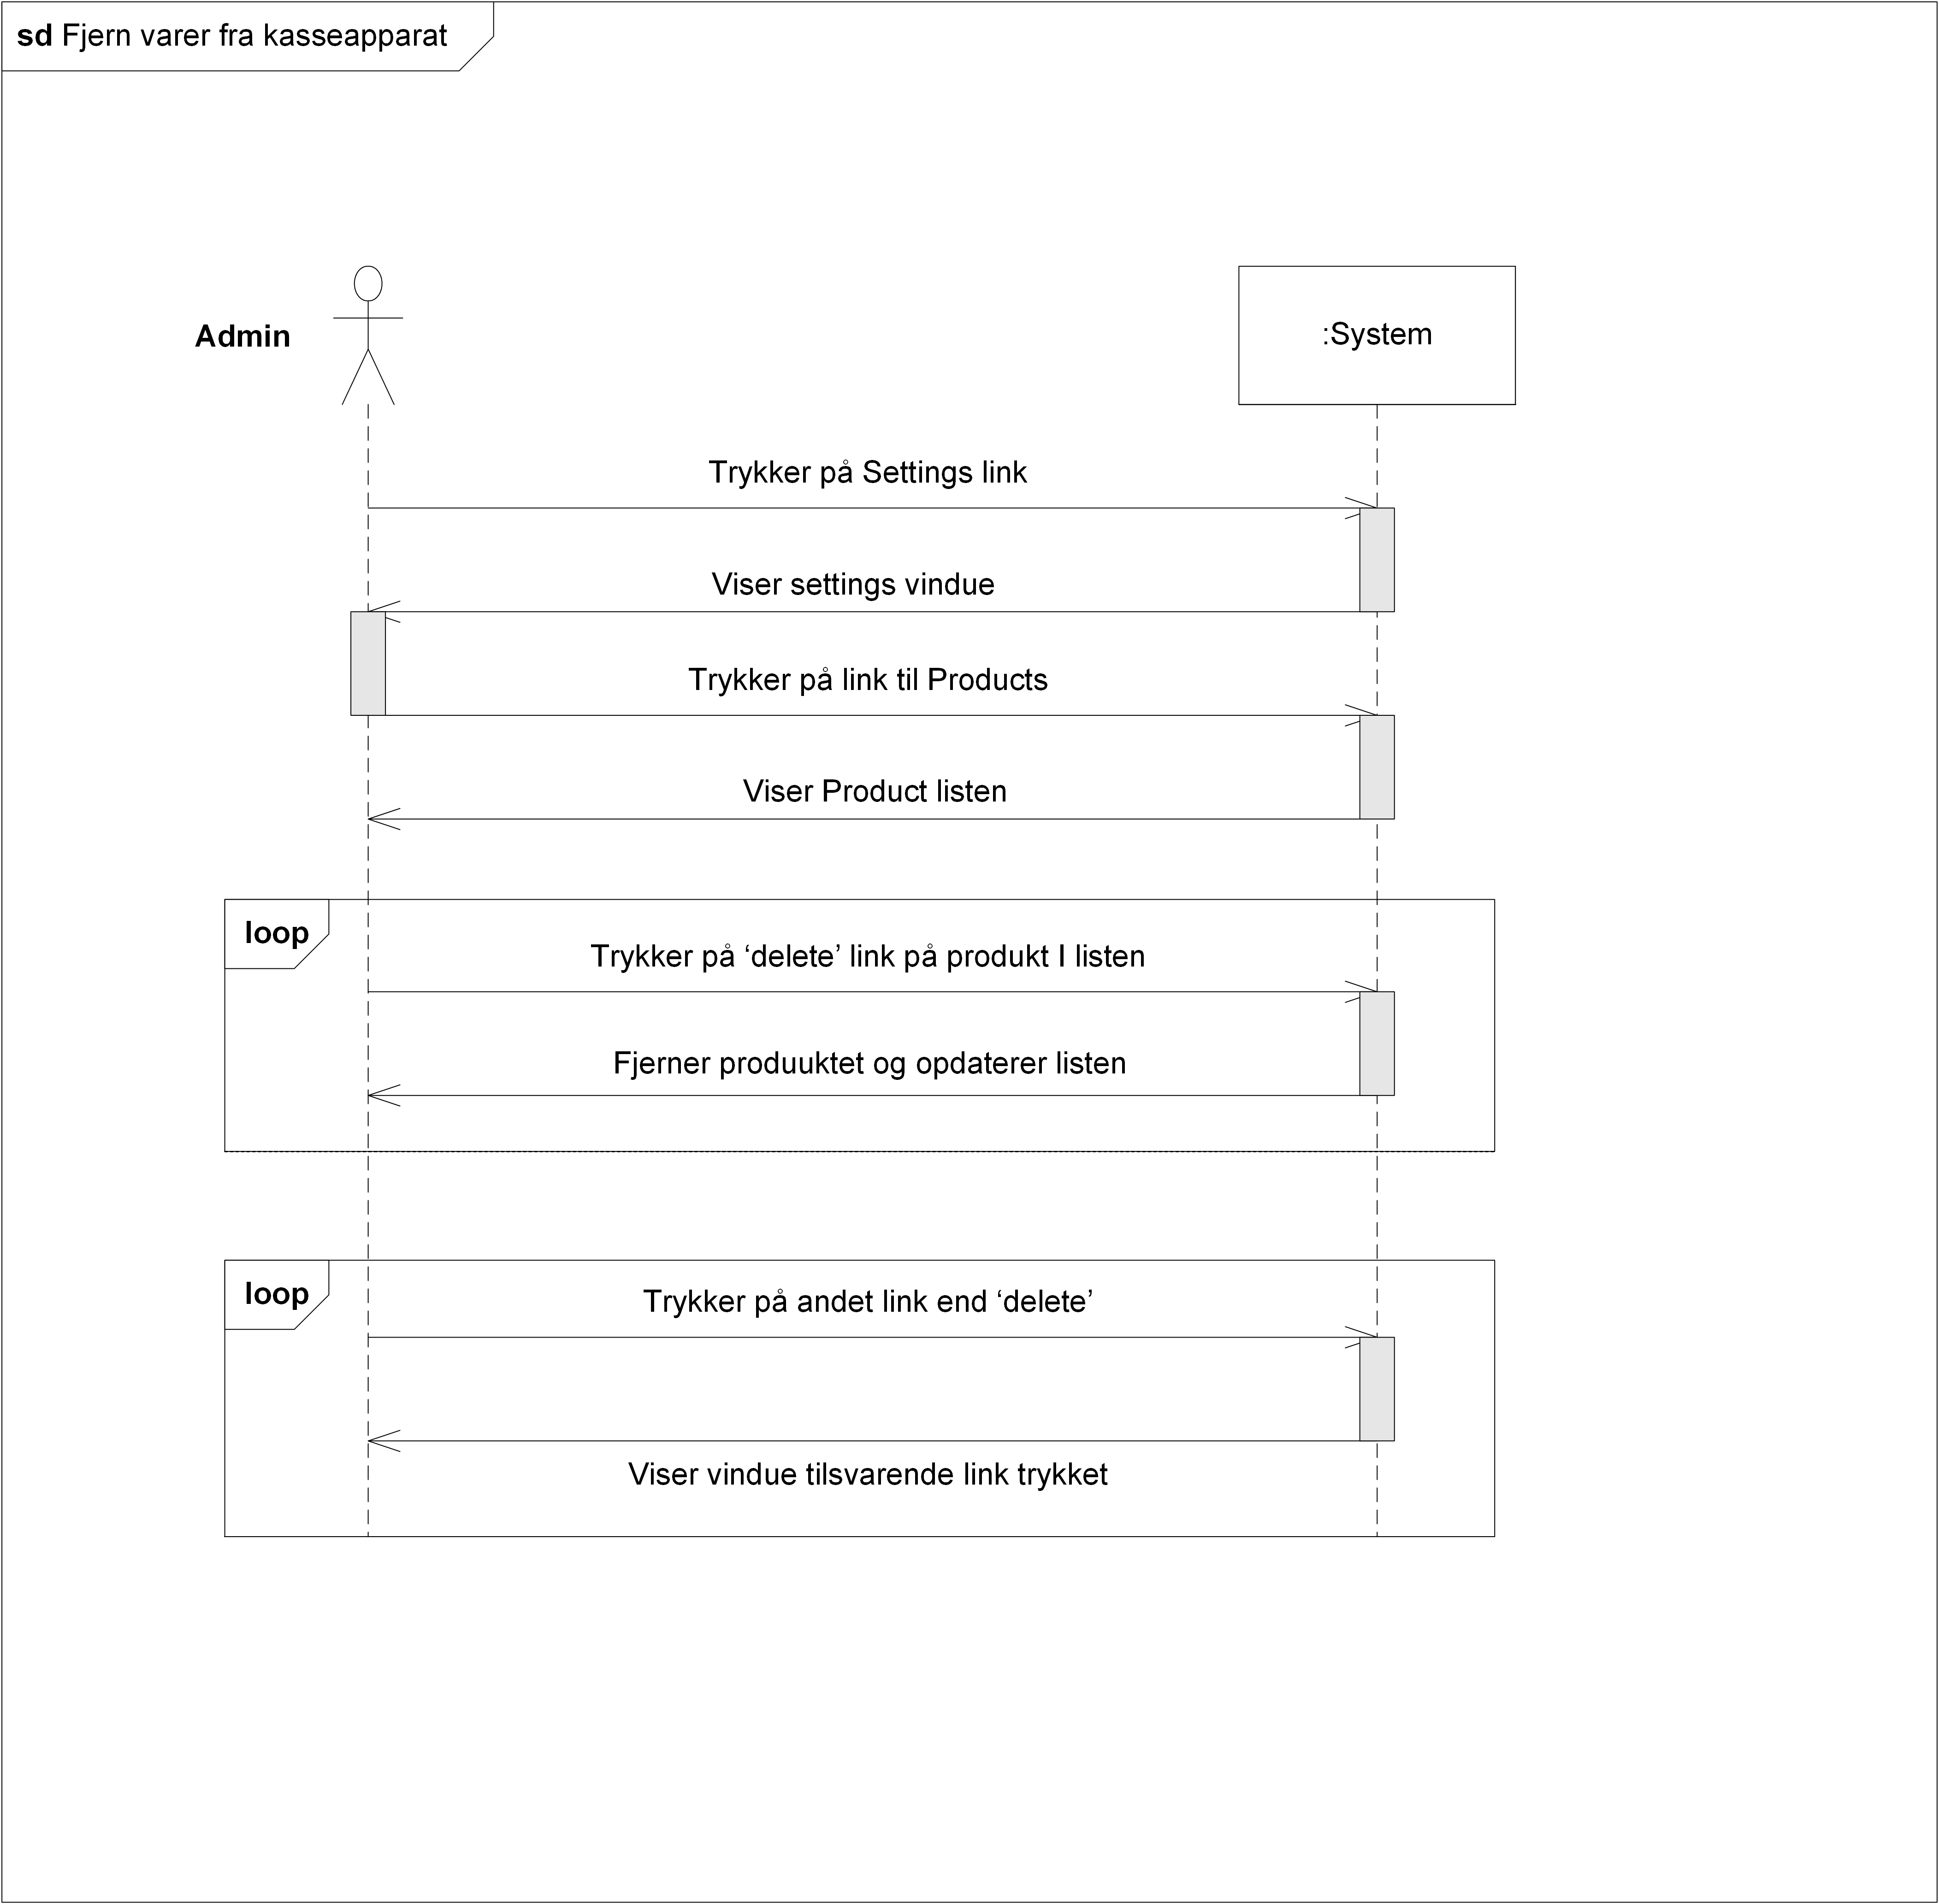 sd Fjern varer fra kasseapparat
Admin
:System
Trykker på Settings link
Viser settings vindue
Trykker på link til Products
Viser Product listen
loop
Trykker på ‘delete’ link på produkt I listen
Fjerner produuktet og opdaterer listen
loop
Trykker på andet link end ‘delete’
Viser vindue tilsvarende link trykket